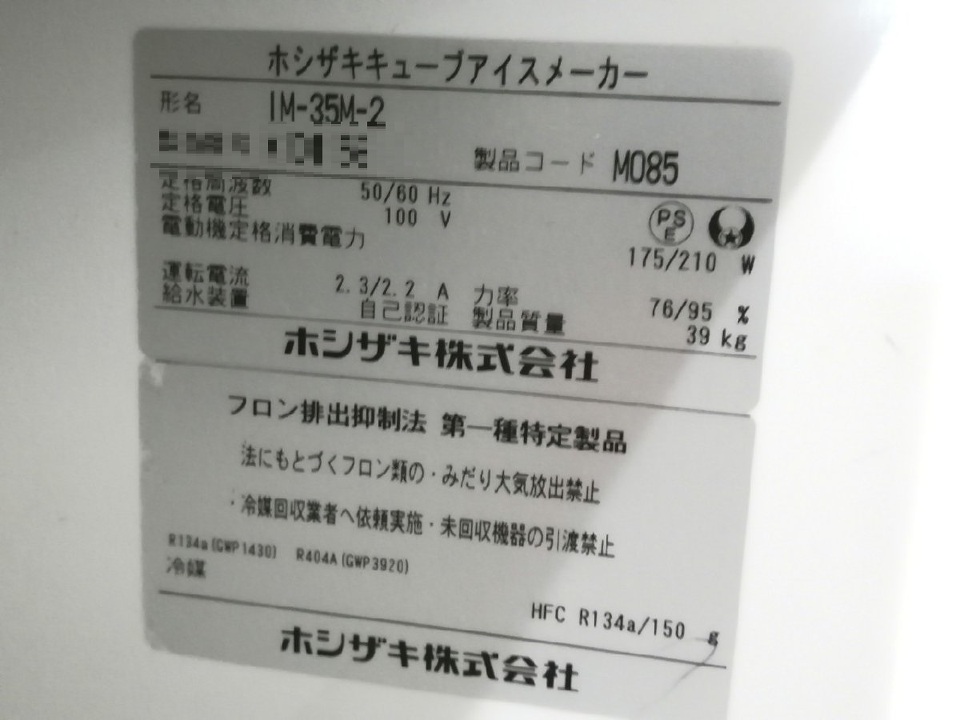 ホシザキキューブアイスメーカー
形名 IM-35M-2
製品コード M085
定格周波数 50/60 Hz
定格電圧 100 V
PS E
電動機定格消費電力 175/210 W
運転電流 2.3/2.2 A 力率 76/95 %
給水装置 自己認証 製品質量 39 kg
ホシザキ株式会社
フロン排出抑制法 第一種特定製品
法にもとづくフロン類の・みだり大気放出禁止
・冷媒回収業者へ依頼実施・未回収機器の引渡禁止
R134a(GWP1430) R404A(GWP3920)
冷媒
HFC R134a/150 g
ホシザキ株式会社